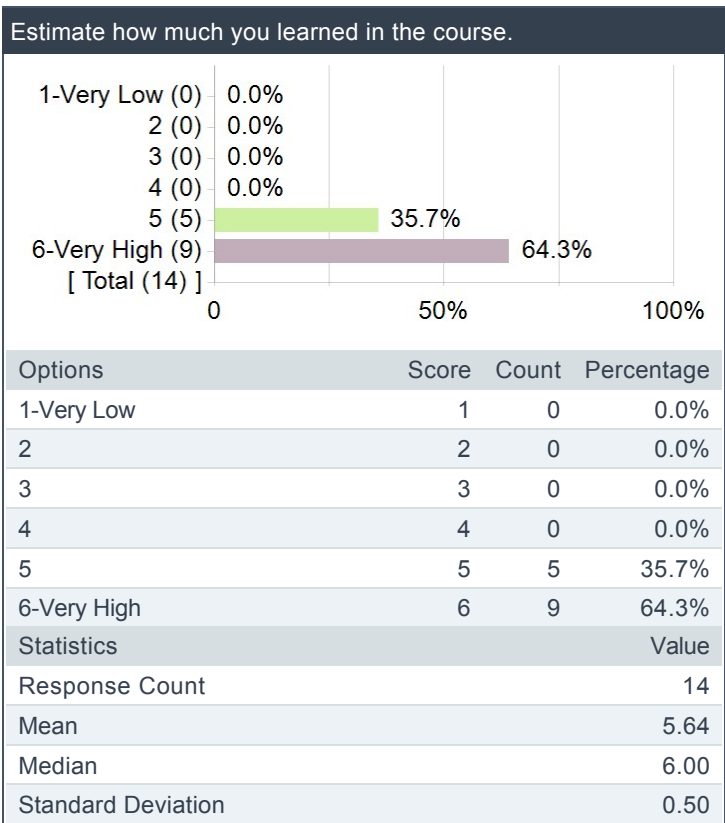 Estimate how much you learned in the course.
1-Very Low (0) 0.0%
2 (0) 0.0%
3 (0) 0.0%
4 (0) 0.0%
5 (5) 35.7%
6-Very High (9) 64.3%
[ Total (14) ]
0 50% 100%
Options Score Count Percentage
1-Very Low 1 0 0.0%
2 2 0 0.0%
3 3 0 0.0%
4 4 0 0.0%
5 5 5 35.7%
6-Very High 6 9 64.3%
Statistics Value
Response Count 14
Mean 5.64
Median 6.00
Standard Deviation 0.50